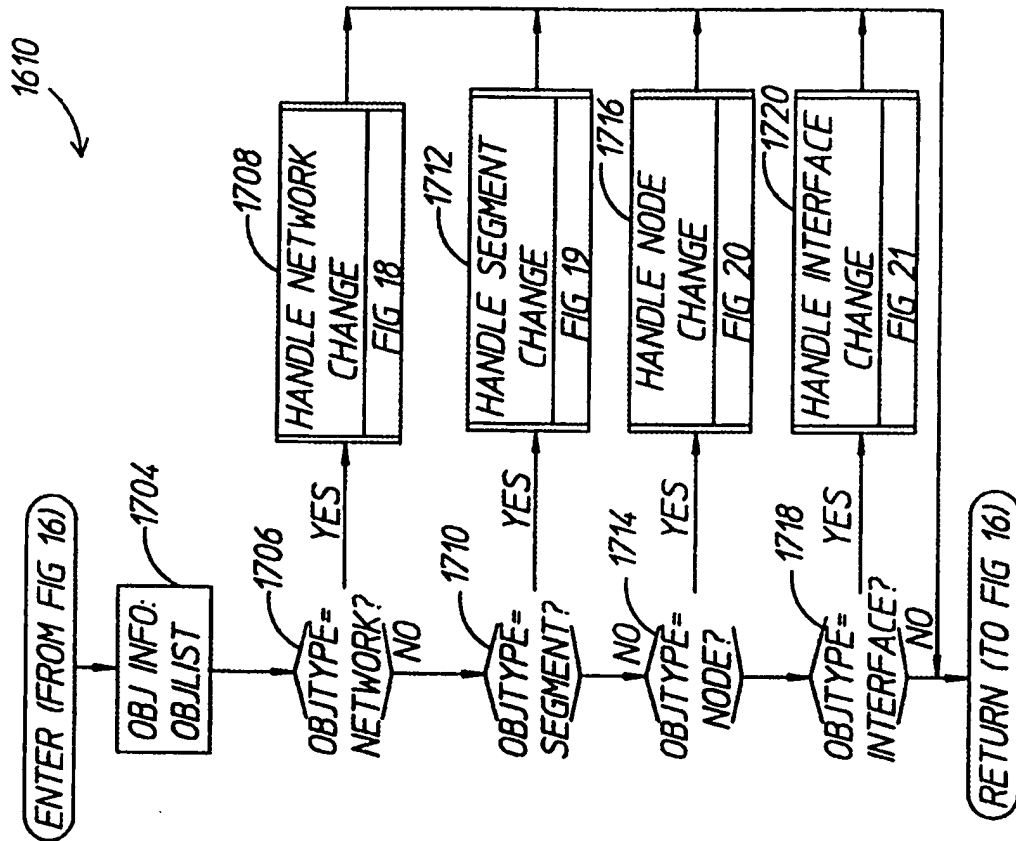 1610
ENTER (FROM FIG 16)
1704
OBJ INFO:
OBJLIST
1706
OBJTYPE=
NETWORK?
YES
NO
1708
HANDLE NETWORK
CHANGE
FIG 18
1710
OBJTYPE=
SEGMENT?
YES
NO
1712
HANDLE SEGMENT
CHANGE
FIG 19
1714
OBJTYPE=
NODE?
YES
1716
HANDLE NODE
CHANGE
FIG 20
1718
OBJTYPE=
INTERFACE?
YES
NO
1720
HANDLE INTERFACE
CHANGE
FIG 21
RETURN (TO FIG 16)